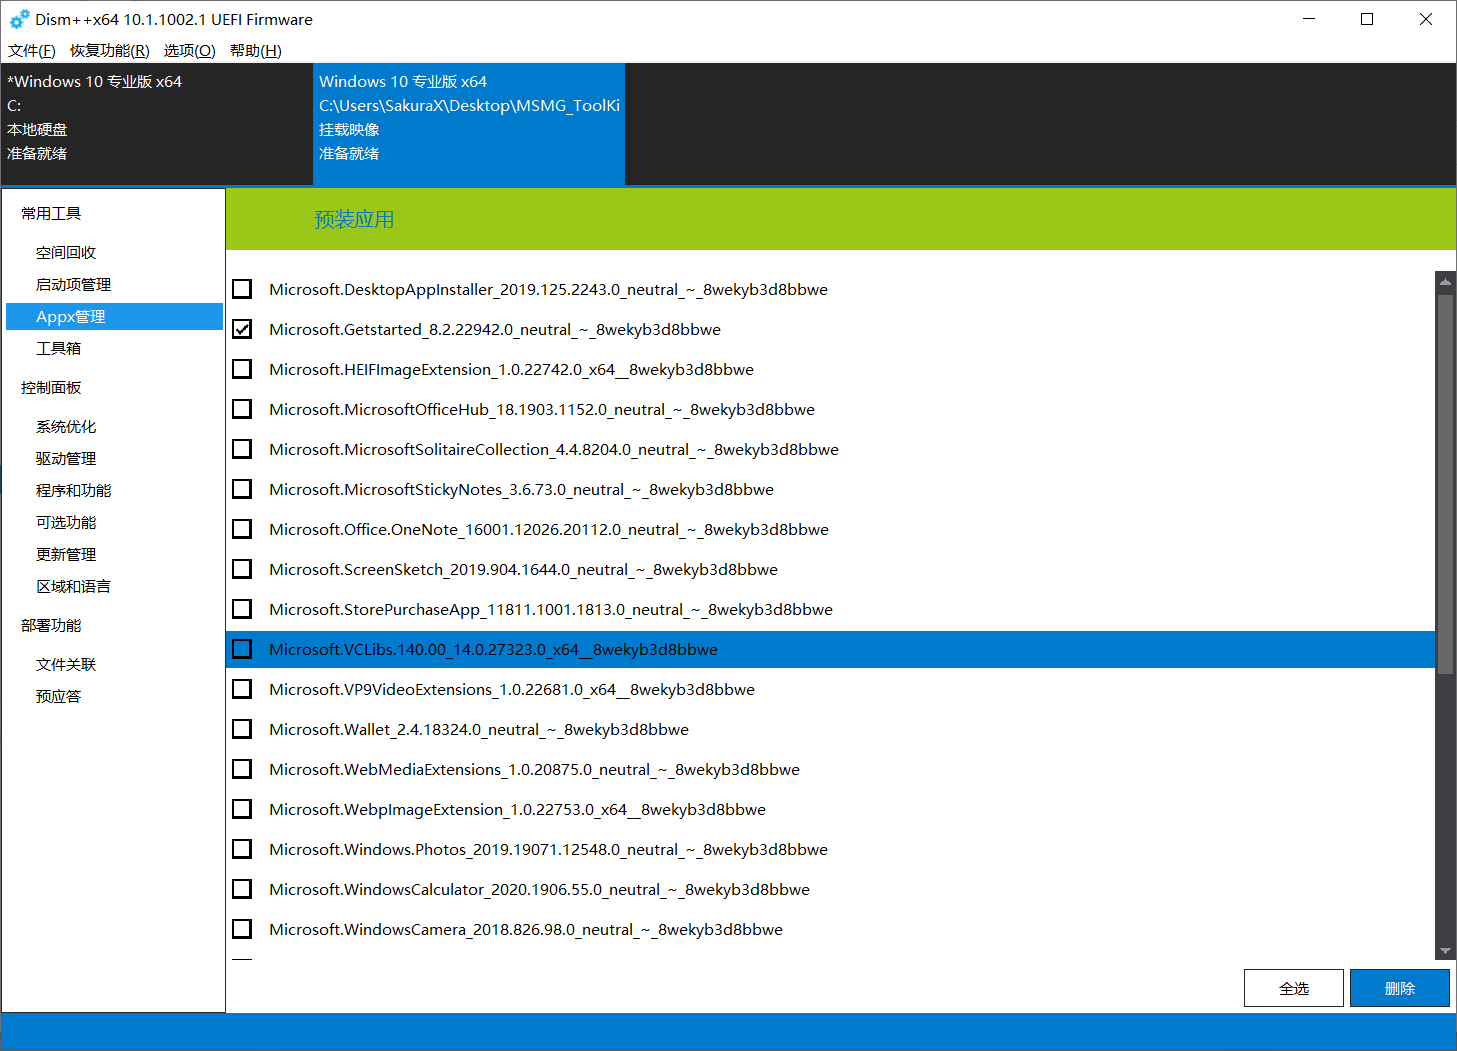 Dism++x64 10.1.1002.1 UEFI Firmware
文件(F) 恢复功能(R) 选项(O) 帮助(H)
*Windows 10 专业版 x64
C:
本地硬盘
准备就绪
Windows 10 专业版 x64
C:\Users\SakuraX\Desktop\MSMG_ToolKi
挂载映像
准备就绪
常用工具
空间回收
启动项管理
Appx管理
工具箱
控制面板
系统优化
驱动管理
程序和功能
可选功能
更新管理
区域和语言
部署功能
文件关联
预应答
预装应用
Microsoft.DesktopAppInstaller_2019.125.2243.0_neutral_~_8wekyb3d8bbwe
Microsoft.Getstarted_8.2.22942.0_neutral_~_8wekyb3d8bbwe
Microsoft.HEIFImageExtension_1.0.22742.0_x64__8wekyb3d8bbwe
Microsoft.MicrosoftOfficeHub_18.1903.1152.0_neutral_~_8wekyb3d8bbwe
Microsoft.MicrosoftSolitaireCollection_4.4.8204.0_neutral_~_8wekyb3d8bbwe
Microsoft.MicrosoftStickyNotes_3.6.73.0_neutral_~_8wekyb3d8bbwe
Microsoft.Office.OneNote_16001.12026.20112.0_neutral_~_8wekyb3d8bbwe
Microsoft.ScreenSketch_2019.904.1644.0_neutral_~_8wekyb3d8bbwe
Microsoft.StorePurchaseApp_11811.1001.1813.0_neutral_~_8wekyb3d8bbwe
Microsoft.VCLibs.140.00_14.0.27323.0_x64__8wekyb3d8bbwe
Microsoft.VP9VideoExtensions_1.0.22681.0_x64__8wekyb3d8bbwe
Microsoft.Wallet_2.4.18324.0_neutral_~_8wekyb3d8bbwe
Microsoft.WebMediaExtensions_1.0.20875.0_neutral_~_8wekyb3d8bbwe
Microsoft.WebpImageExtension_1.0.22753.0_x64__8wekyb3d8bbwe
Microsoft.Windows.Photos_2019.19071.12548.0_neutral_~_8wekyb3d8bbwe
Microsoft.WindowsCalculator_2020.1906.55.0_neutral_~_8wekyb3d8bbwe
Microsoft.WindowsCamera_2018.826.98.0_neutral_~_8wekyb3d8bbwe
全选 删除